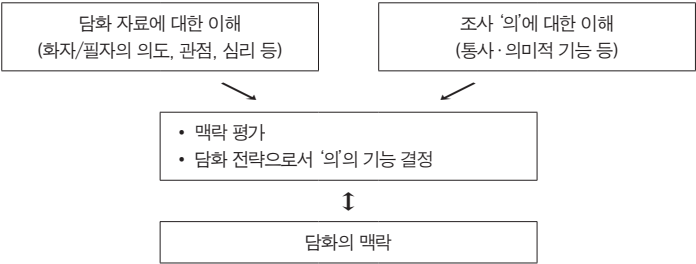 담화 자료에 대한 이해
(화자/필자의 의도, 관점, 심리 등)
조사 ‘의’에 대한 이해
(통사·의미적 기능 등)
• 맥락 평가
• 담화 전략으로서 ‘의’의 기능 결정
담화의 맥락